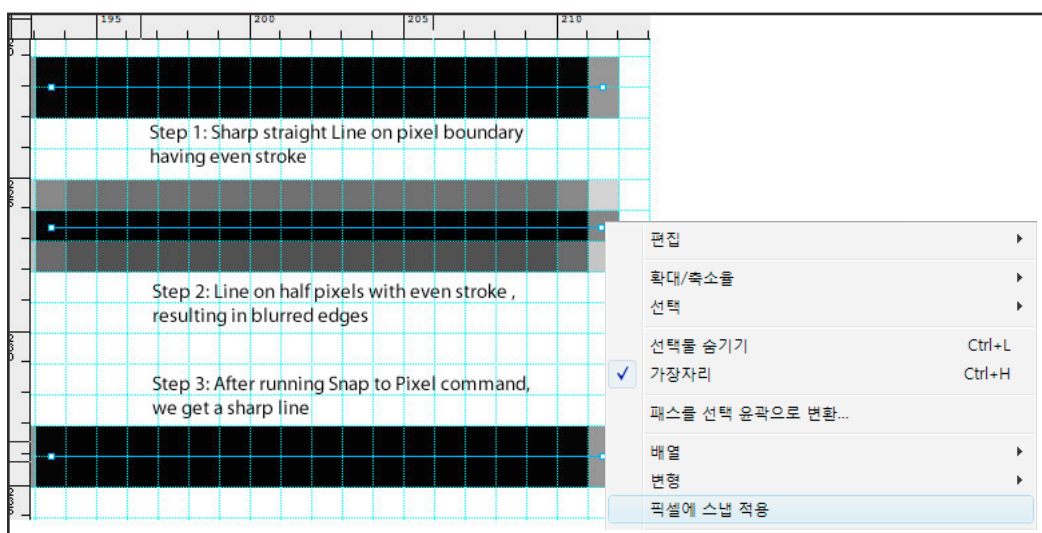 195 200 205 210
Step 1: Sharp straight Line on pixel boundary
having even stroke
Step 2: Line on half pixels with even stroke ,
resulting in blurred edges
Step 3: After running Snap to Pixel command,
we get a sharp line
편집
확대/축소율
선택
선택물 숨기기 Ctrl+L
가장자리 Ctrl+H
패스를 선택 윤곽으로 변환...
배열
변형
픽셀에 스냅 적용